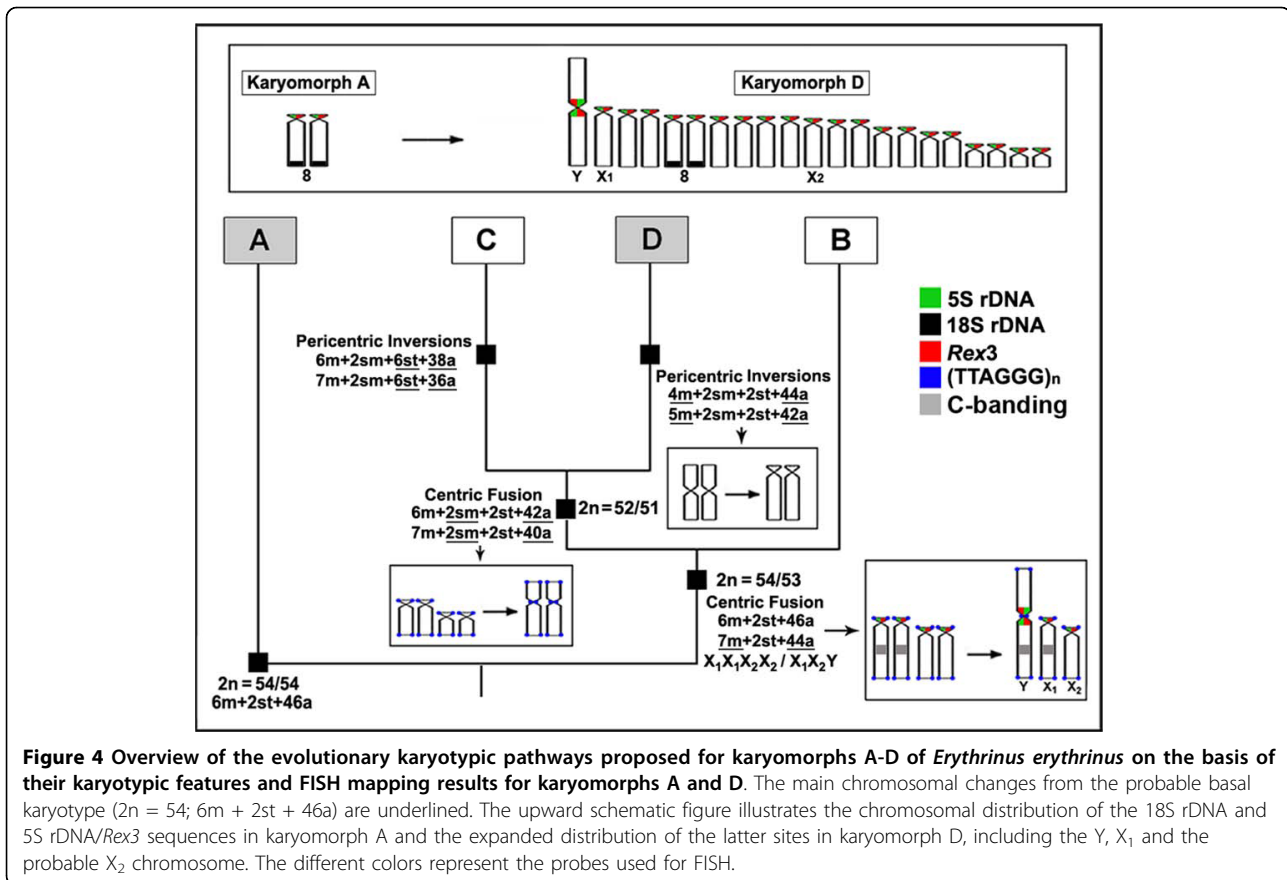 Karyomorph A
Karyomorph D
8
Y
X1
8
X2
A
C
D
B
5S rDNA
18S rDNA
Rex3
(TTAGGG)n
C-banding
Pericentric Inversions
6m+2sm+6st+38a
7m+2sm+6st+36a
Pericentric Inversions
4m+2sm+2st+44a
5m+2sm+2st+42a
Centric Fusion
6m+2sm+2st+42a
7m+2sm+2st+40a
2n = 52/51
2n = 54/53
Centric Fusion
6m+2st+46a
7m+2st+44a
X1X1X2X2 / X1X2Y
Y X1 X2
2n = 54/54
6m+2st+46a
Figure 4 Overview of the evolutionary karyotypic pathways proposed for karyomorphs A-D of Erythrinus erythrinus on the basis of
their karyotypic features and FISH mapping results for karyomorphs A and D. The main chromosomal changes from the probable basal
karyotype (2n = 54; 6m + 2st + 46a) are underlined. The upward schematic figure illustrates the chromosomal distribution of the 18S rDNA and
5S rDNA/Rex3 sequences in karyomorph A and the expanded distribution of the latter sites in karyomorph D, including the Y, X1 and the
probable X2 chromosome. The different colors represent the probes used for FISH.